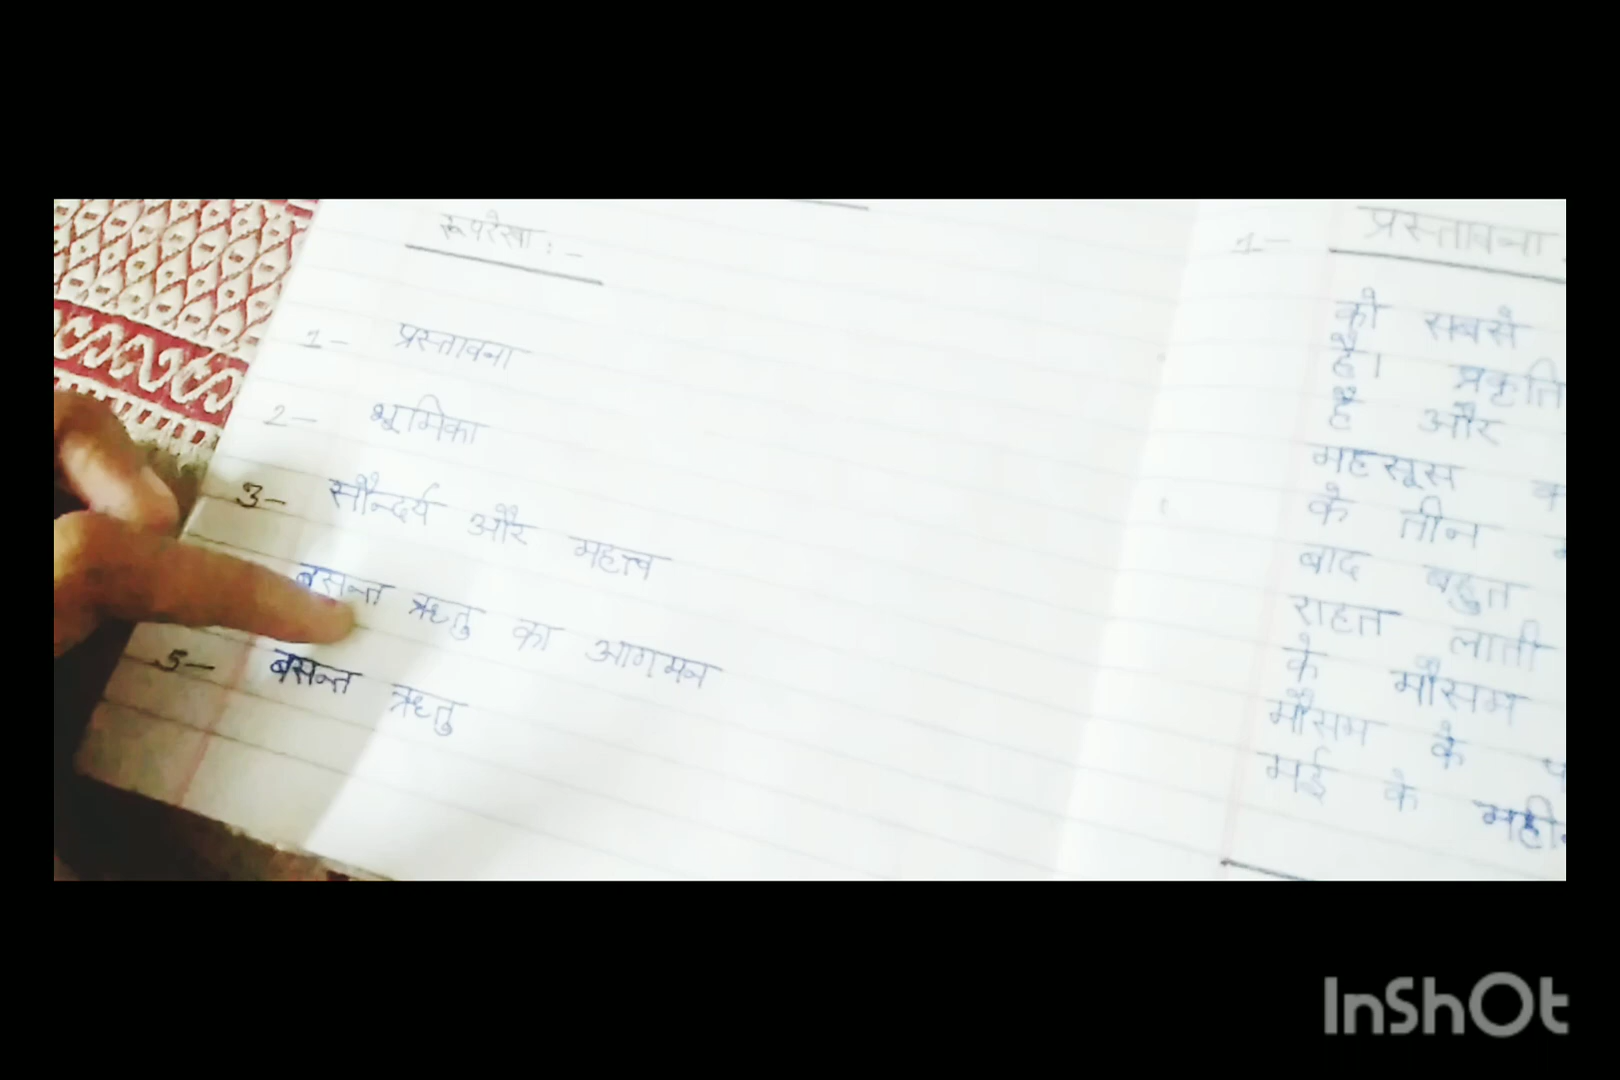 रूपरेखा :-
1- प्रस्तावना
2- भूमिका
3- सौन्दर्य और महत्त्व
बसन्त ऋतु का आगमन
5- बसन्त ऋतु
1- प्रस्तावना
को सबसे
है। प्रकृति
है और
महसूस
के तीन
बाद बहुत
राहत लाती
के मौसम
मौसम के
मई के
InShOt